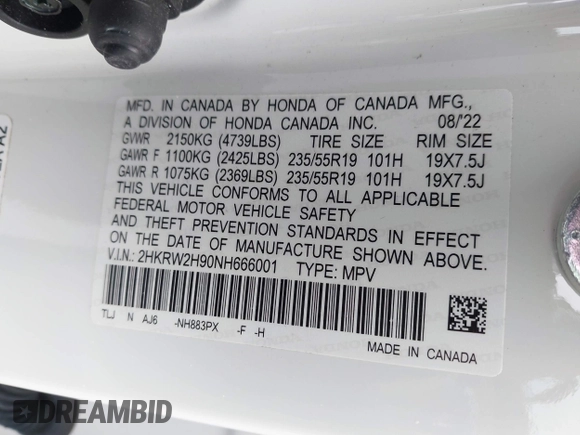 MFD. IN CANADA BY HONDA OF CANADA MFG.,
A DIVISION OF HONDA CANADA INC. 08/'22
GVWR 2150KG (4739LBS) TIRE SIZE RIM SIZE
GAWR F 1100KG (2425LBS) 235/55R19 101H 19X7.5J
GAWR R 1075KG (2369LBS) 235/55R19 101H 19X7.5J
THIS VEHICLE CONFORMS TO ALL APPLICABLE
FEDERAL MOTOR VEHICLE SAFETY
AND THEFT PREVENTION STANDARDS IN EFFECT
ON THE DATE OF MANUFACTURE SHOWN ABOVE.
V.I.N.: 2HKRW2H90NH666001 TYPE: MPV
TLJ N AJ6 -NH883PX -F -H
MADE IN CANADA
DREAMBID